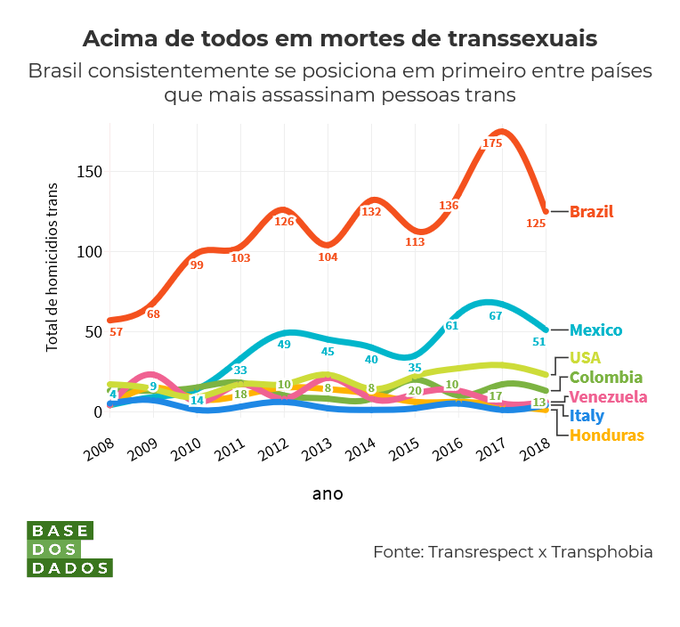 Acima de todos em mortes de transsexuais
Brasil consistentemente se posiciona em primeiro entre países
que mais assassinam pessoas trans
Total de homicidios trans
150
100
50
0
57
68
99
103
126
104
132
113
136
175
125
4
9
14
33
49
45
40
35
61
67
51
18
10
8
8
20
10
17
13
Brazil
Mexico
USA
Colombia
Venezuela
Italy
Honduras
2008
2009
2010
2011
2012
2013
2014
2015
2016
2017
2018
ano
BASE
DOS
DADOS
Fonte: Transrespect x Transphobia